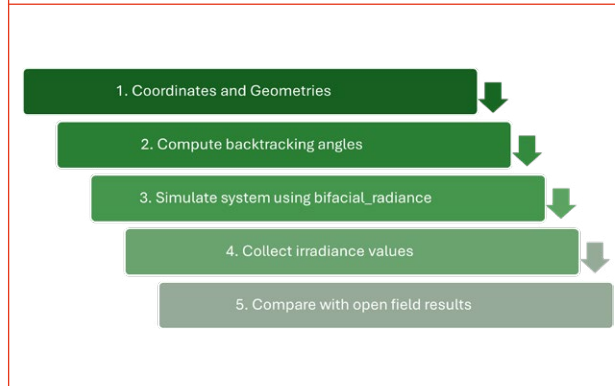 1. Coordinates and Geometries
2. Compute backtracking angles
3. Simulate system using bifacial_radiance
4. Collect irradiance values
5. Compare with open field results